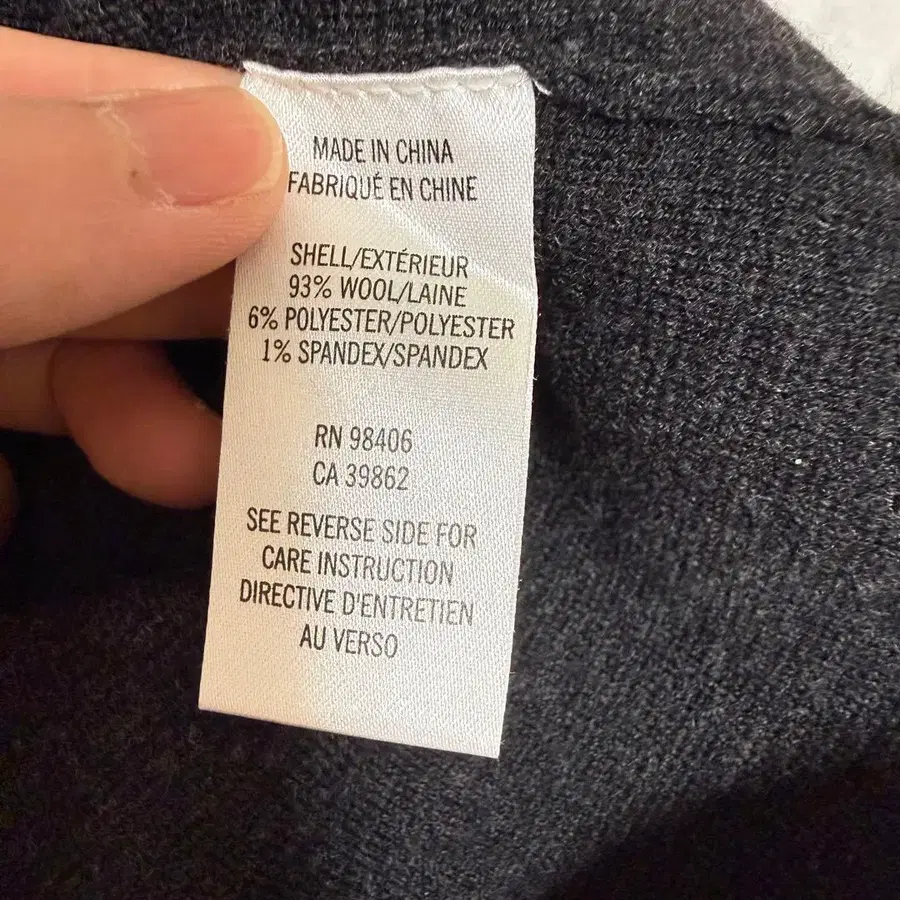 MADE IN CHINA
FABRIQUÉ EN CHINE
SHELL/EXTÉRIEUR
93% WOOL/LAINE
6% POLYESTER/POLYESTER
1% SPANDEX/SPANDEX
RN 98406
CA 39862
SEE REVERSE SIDE FOR
CARE INSTRUCTION
DIRECTIVE D'ENTRETIEN
AU VERSO